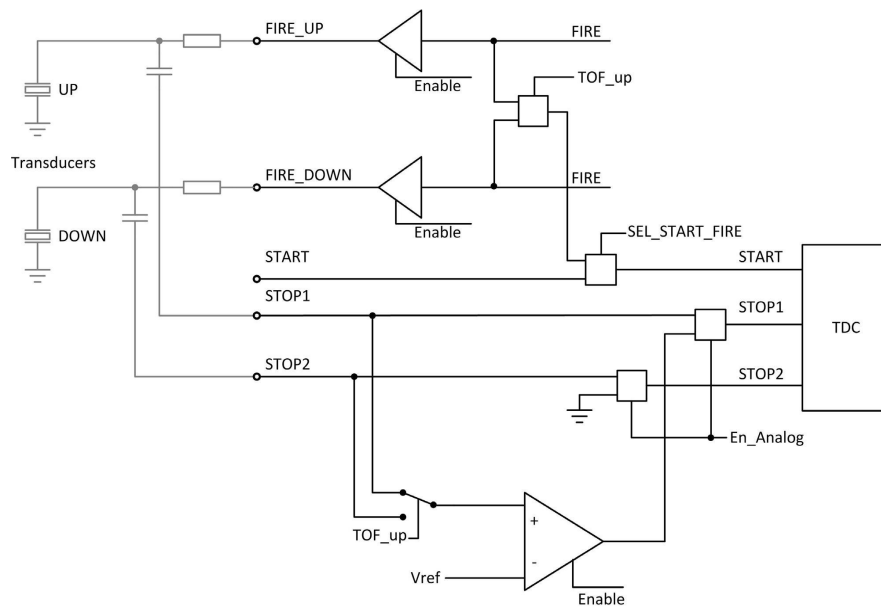 FIRE_UP
FIRE
UP
Enable
TOF_up
Transducers
FIRE_DOWN
FIRE
DOWN
Enable
SEL_START_FIRE
START
START
STOP1
STOP1
TDC
STOP2
STOP2
En_Analog
+
TOF_up
-
Vref
Enable